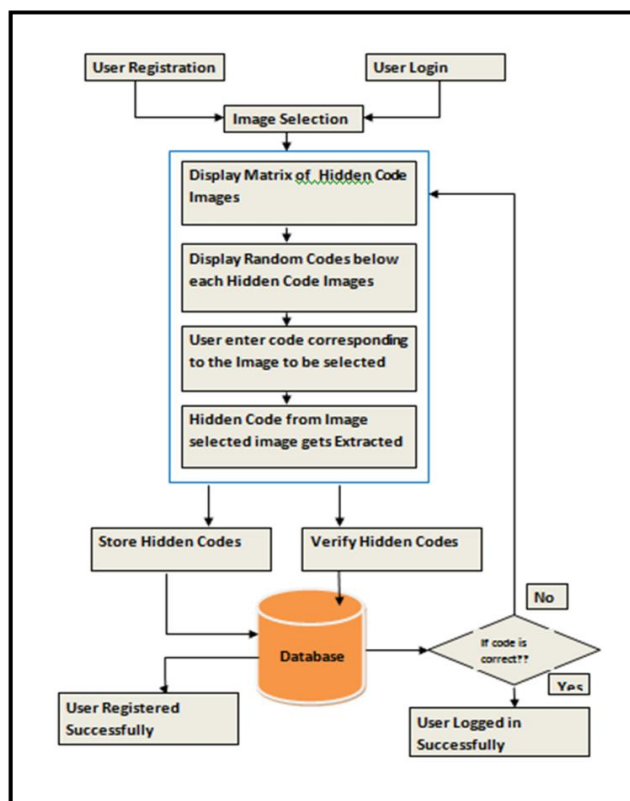 User Registration
User Login
Image Selection
Display Matrix of Hidden Code
Images
Display Random Codes below
each Hidden Code Images
User enter code corresponding
to the Image to be selected
Hidden Code from Image
selected image gets Extracted
Store Hidden Codes
Verify Hidden Codes
No
Database
If code is
correct??
Yes
User Registered
Successfully
User Logged in
Successfully